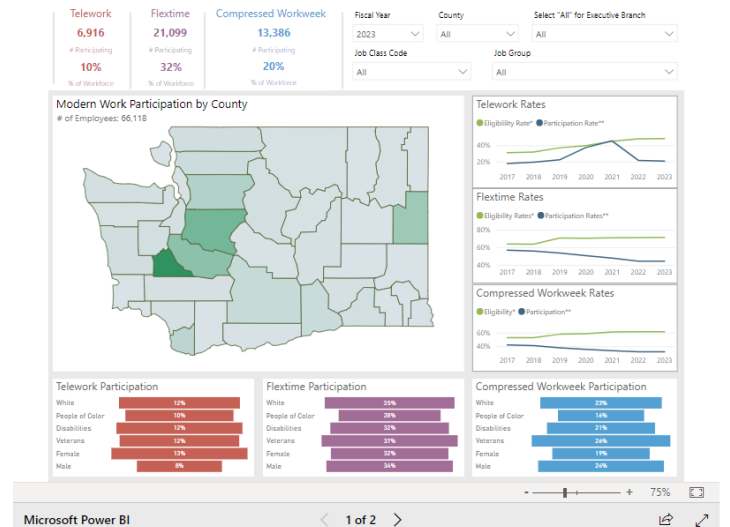 Telework
6,916
# Participating
10%
% of Workforce
Flextime
21,099
# Participating
32%
% of Workforce
Compressed Workweek
13,386
# Participating
20%
% of Workforce
Fiscal Year
2023
County
All
Select "All" for Executive Branch
All
Job Class Code
All
Job Group
All
Modern Work Participation by County
# of Employees: 66,118
Telework Rates
Eligiblility Rate* Participation Rate**
40%
20%
2017 2018 2019 2020 2021 2022 2023
Flextime Rates
Eligibility Rates* Participation Rates**
80%
60%
40%
2017 2018 2019 2020 2021 2022 2023
Compressed Workweek Rates
Eligibility* Participation**
60%
40%
2017 2018 2019 2020 2021 2022 2023
Telework Participation
White 12%
People of Color 10%
Disabilities 12%
Veterans 12%
Female 13%
Male 8%
Flextime Participation
White 35%
People of Color 28%
Disabilities 32%
Veterans 37%
Female 32%
Male 34%
Compressed Workweek Participation
White 23%
People of Color 16%
Disabilities 21%
Veterans 26%
Female 19%
Male 24%
- + 75%
Microsoft Power BI
1 of 2